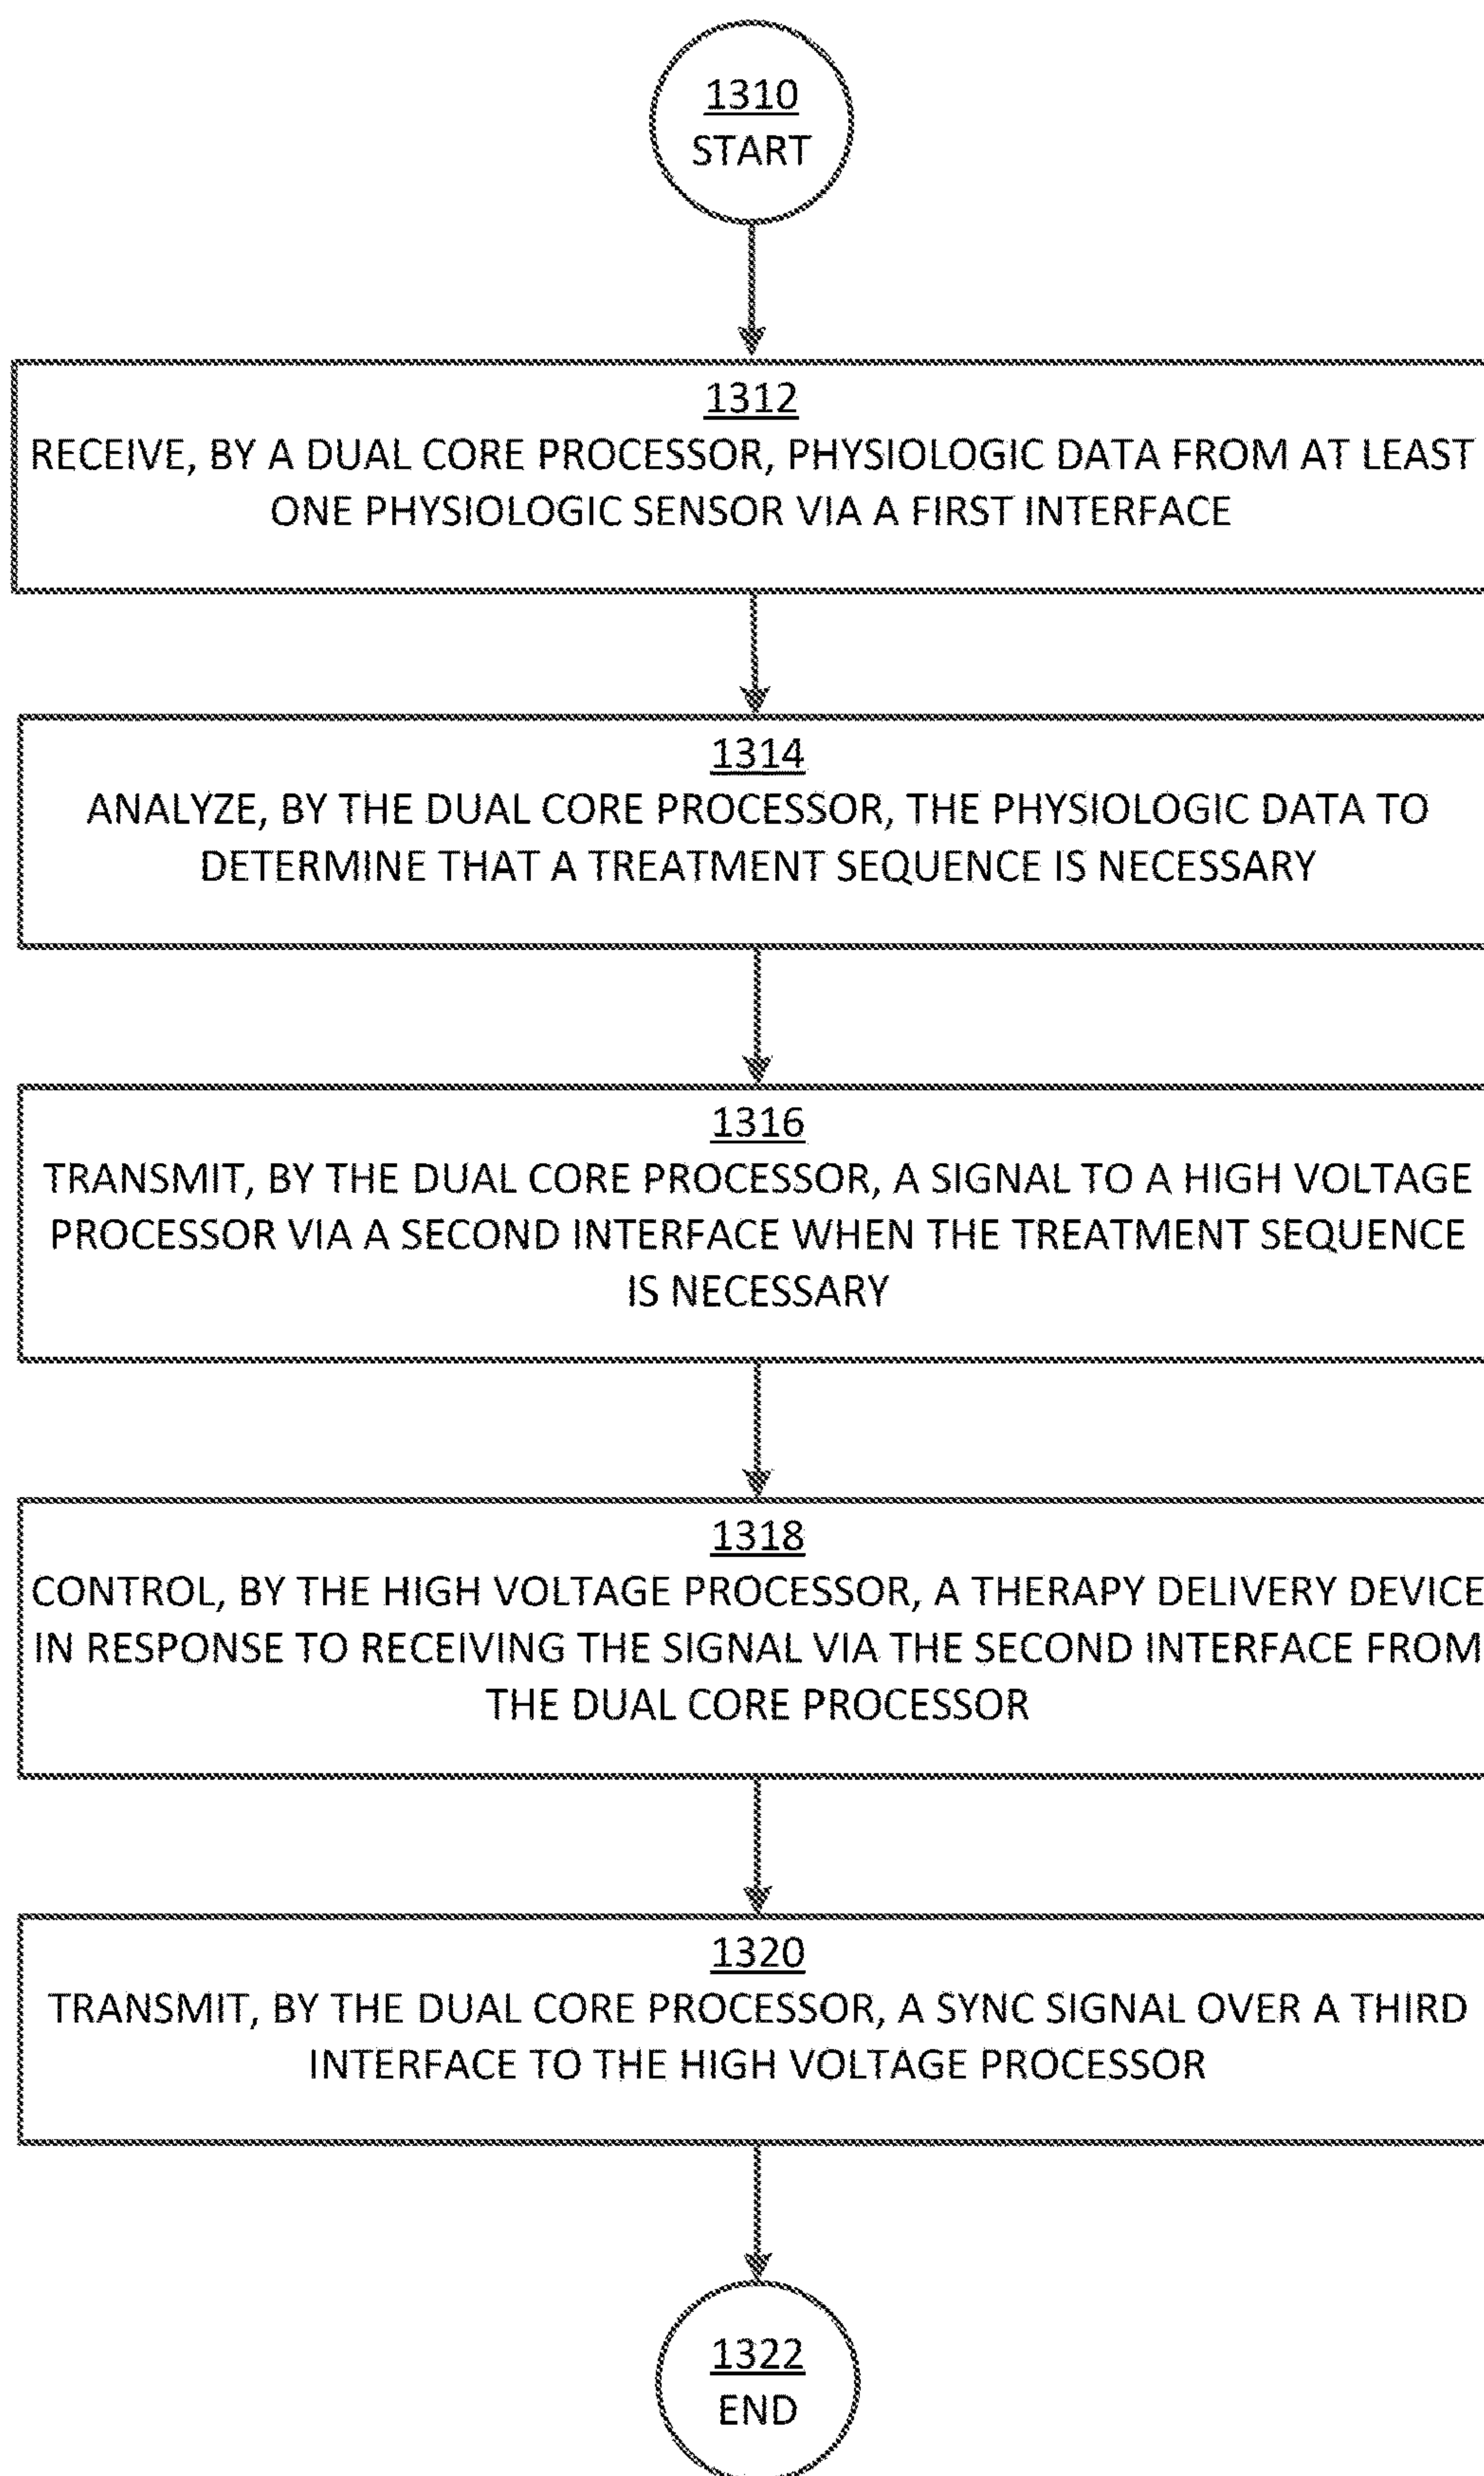 1310
START
1312
RECEIVE, BY A DUAL CORE PROCESSOR, PHYSIOLOGIC DATA FROM AT LEAST
ONE PHYSIOLOGIC SENSOR VIA A FIRST INTERFACE
1314
ANALYZE, BY THE DUAL CORE PROCESSOR, THE PHYSIOLOGIC DATA TO
DETERMINE THAT A TREATMENT SEQUENCE IS NECESSARY
1316
TRANSMIT, BY THE DUAL CORE PROCESSOR, A SIGNAL TO A HIGH VOLTAGE
PROCESSOR VIA A SECOND INTERFACE WHEN THE TREATMENT SEQUENCE
IS NECESSARY
1318
CONTROL, BY THE HIGH VOLTAGE PROCESSOR, A THERAPY DELIVERY DEVICE
IN RESPONSE TO RECEIVING THE SIGNAL VIA THE SECOND INTERFACE FROM
THE DUAL CORE PROCESSOR
1320
TRANSMIT, BY THE DUAL CORE PROCESSOR, A SYNC SIGNAL OVER A THIRD
INTERFACE TO THE HIGH VOLTAGE PROCESSOR
1322
END